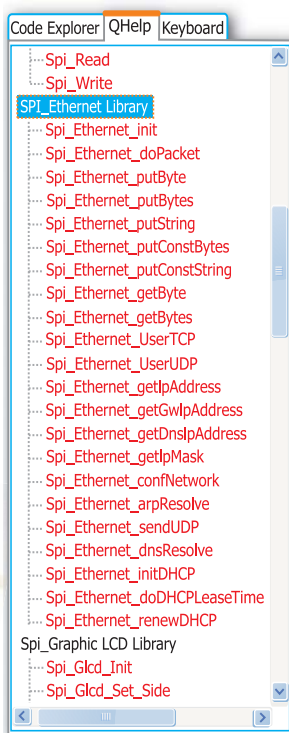 Code Explorer QHelp Keyboard
Spi_Read
Spi_Write
SPI_Ethernet Library
Spi_Ethernet_init
Spi_Ethernet_doPacket
Spi_Ethernet_putByte
Spi_Ethernet_putBytes
Spi_Ethernet_putString
Spi_Ethernet_putConstBytes
Spi_Ethernet_putConstString
Spi_Ethernet_getByte
Spi_Ethernet_getBytes
Spi_Ethernet_UserTCP
Spi_Ethernet_UserUDP
Spi_Ethernet_getIpAddress
Spi_Ethernet_getGwIpAddress
Spi_Ethernet_getDnsIpAddress
Spi_Ethernet_getIpMask
Spi_Ethernet_confNetwork
Spi_Ethernet_arpResolve
Spi_Ethernet_sendUDP
Spi_Ethernet_dnsResolve
Spi_Ethernet_initDHCP
Spi_Ethernet_doDHCPLeaseTime
Spi_Ethernet_renewDHCP
Spi_Graphic LCD Library
Spi_Glcd_Init
Spi_Glcd_Set_Side